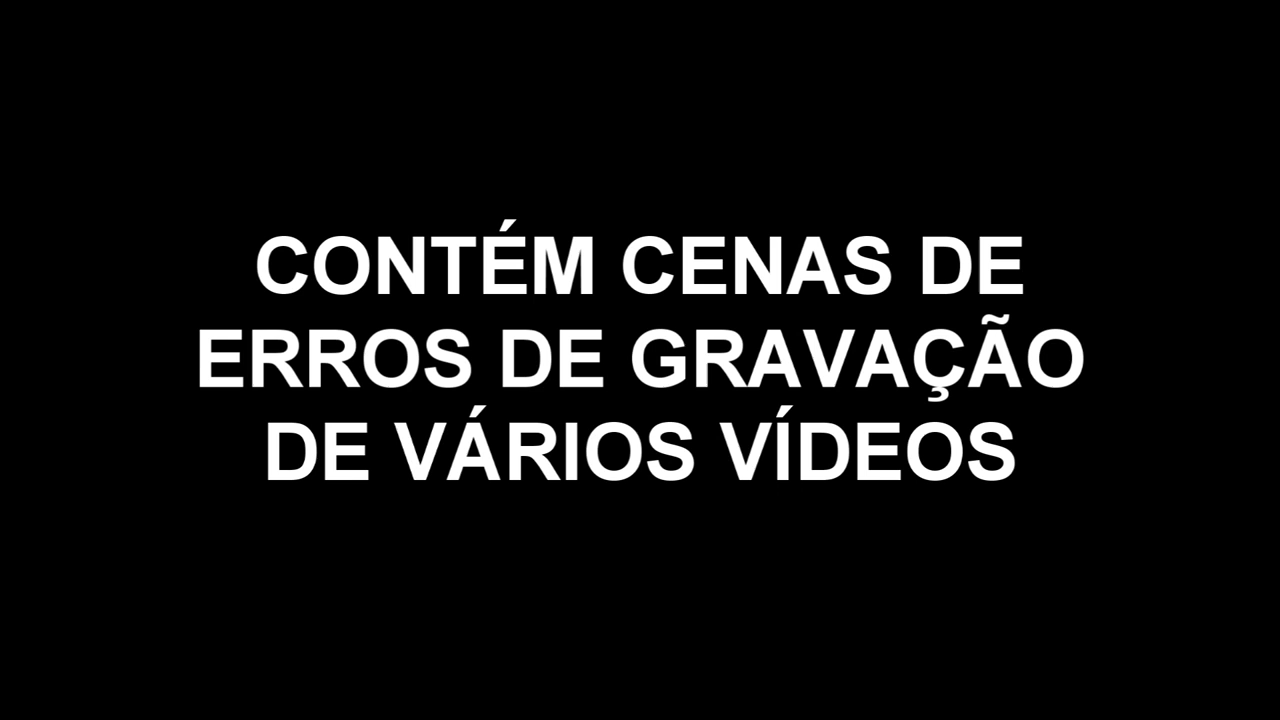 CONTÉM CENAS DE
ERROS DE GRAVAÇÃO
DE VÁRIOS VÍDEOS